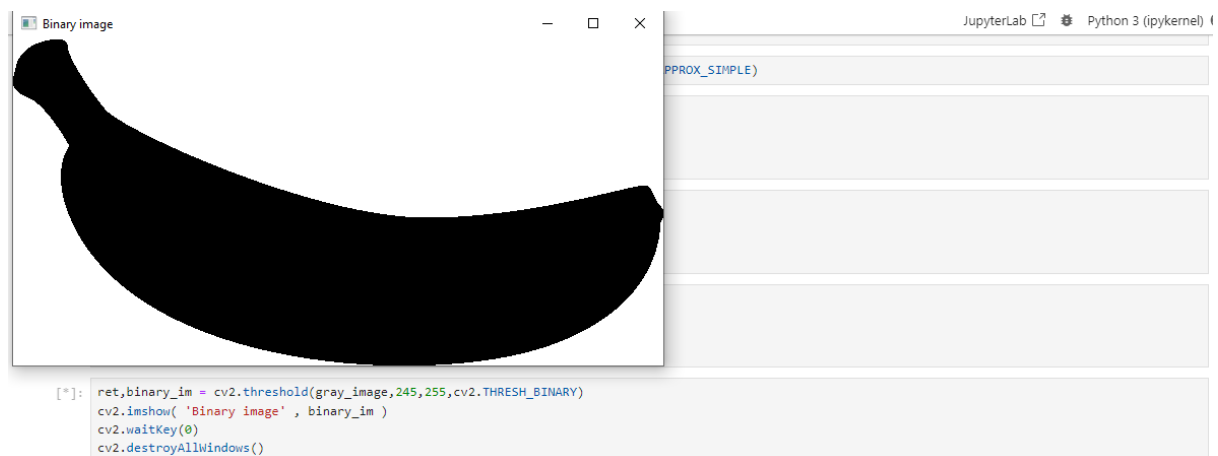 Binary image
JupyterLab Python 3 (ipykernel)
PPROX_SIMPLE)
[*]: ret,binary_im = cv2.threshold(gray_image,245,255,cv2.THRESH_BINARY)
cv2.imshow( 'Binary image' , binary_im )
cv2.waitKey(0)
cv2.destroyAllWindows()